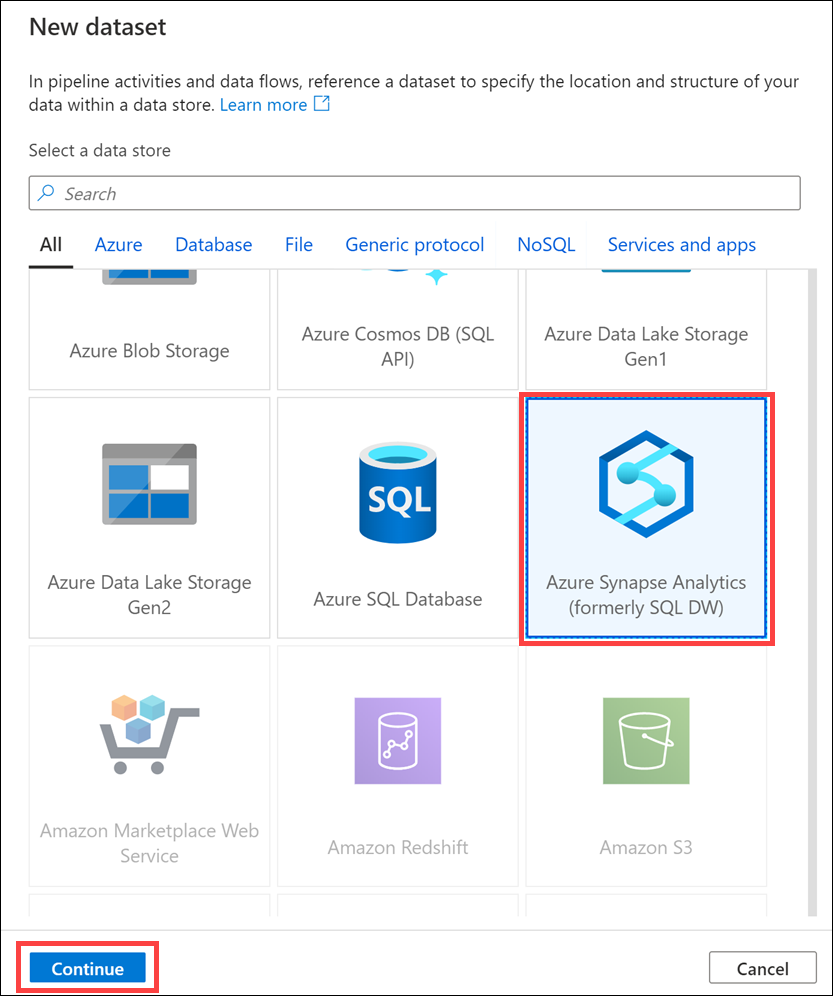 New dataset
In pipeline activities and data flows, reference a dataset to specify the location and structure of your
data within a data store. Learn more
Select a data store
Search
All Azure Database File Generic protocol NoSQL Services and apps
Azure Blob Storage
Azure Cosmos DB (SQL
API)
Azure Data Lake Storage
Gen1
Azure Data Lake Storage
Gen2
SQL
Azure SQL Database
Azure Synapse Analytics
(formerly SQL DW)
Amazon Marketplace Web
Service
Amazon Redshift
Amazon S3
Continue
Cancel